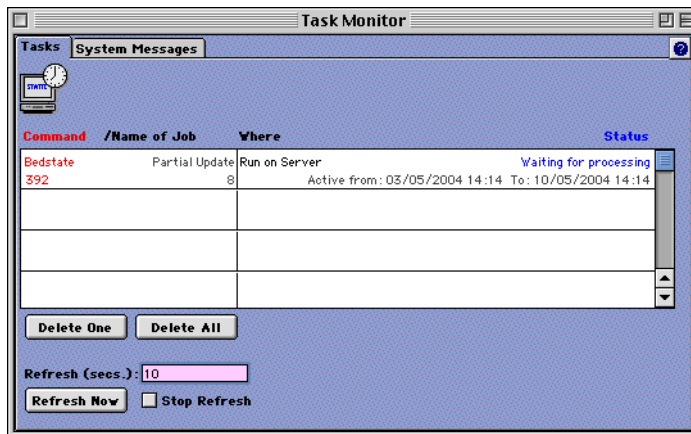 Task Monitor
Tasks System Messages
?
STATE
Command /Name of Job Where Status
Bedstate Partial Update Run on Server Waiting for processing
392 8 Active from: 03/05/2004 14:14 To: 10/05/2004 14:14
Delete One Delete All
Refresh (secs.): 10
Refresh Now Stop Refresh